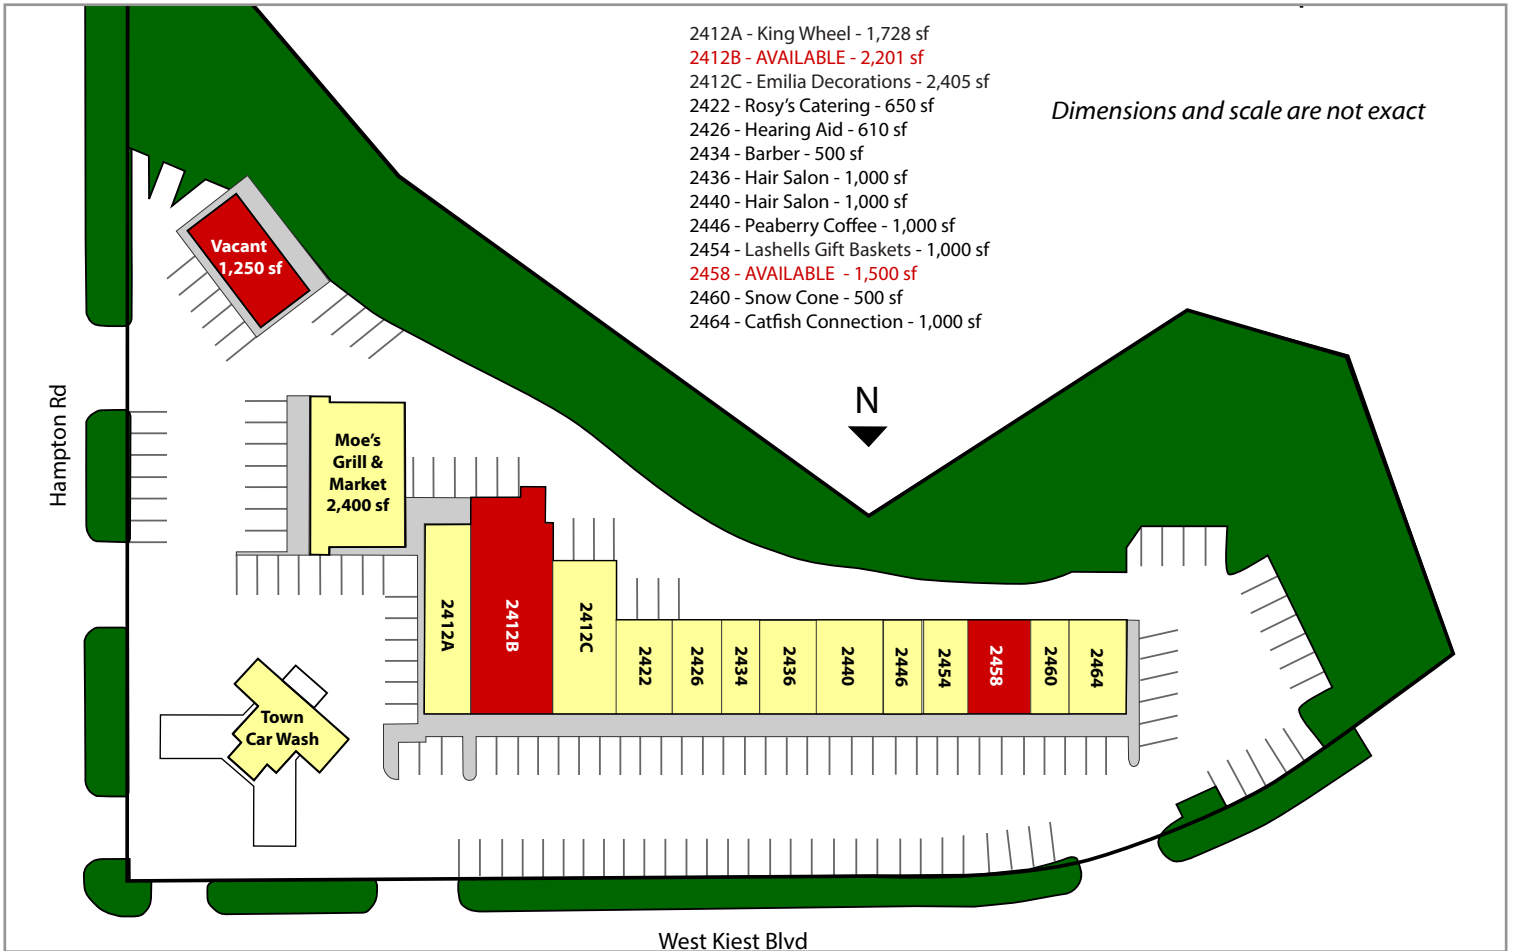 2412A - King Wheel - 1,728 sf
2412B - AVAILABLE - 2,201 sf
2412C - Emilia Decorations - 2,405 sf
2422 - Rosy's Catering - 650 sf
2426 - Hearing Aid - 610 sf
2434 - Barber - 500 sf
2436 - Hair Salon - 1,000 sf
2440 - Hair Salon - 1,000 sf
2446 - Peaberry Coffee - 1,000 sf
2454 - Lashells Gift Baskets - 1,000 sf
2458 - AVAILABLE - 1,500 sf
2460 - Snow Cone - 500 sf
2464 - Catfish Connection - 1,000 sf
Dimensions and scale are not exact
Vacant
1,250 sf
Hampton Rd
N
Moe's
Grill &
Market
2,400 sf
2412A
2412B
2412C
2422
2426
2434
2436
2440
2446
2454
2458
2460
2464
Town
Car Wash
West Kiest Blvd